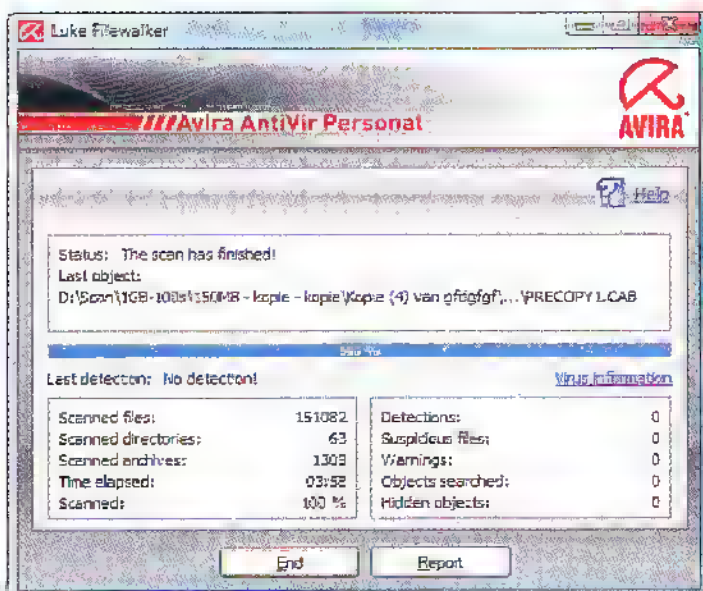 Luke Filewalker
Avira AntiVir Personal
AVIRA
Help
Status: The scan has finished!
Last object:
D:\Scan\1GB-100s\150MB - kopie - kopie\Kopie (4) van gfdgfgf\...\PRECOPY1.CAB
Last detection: No detection!
Virus information
Scanned files: 151082
Scanned directories: 63
Scanned archives: 1309
Time elapsed: 03:58
Scanned: 100 %
Detections: 0
Suspicious files: 0
Warnings: 0
Objects searched: 0
Hidden objects: 0
End
Report